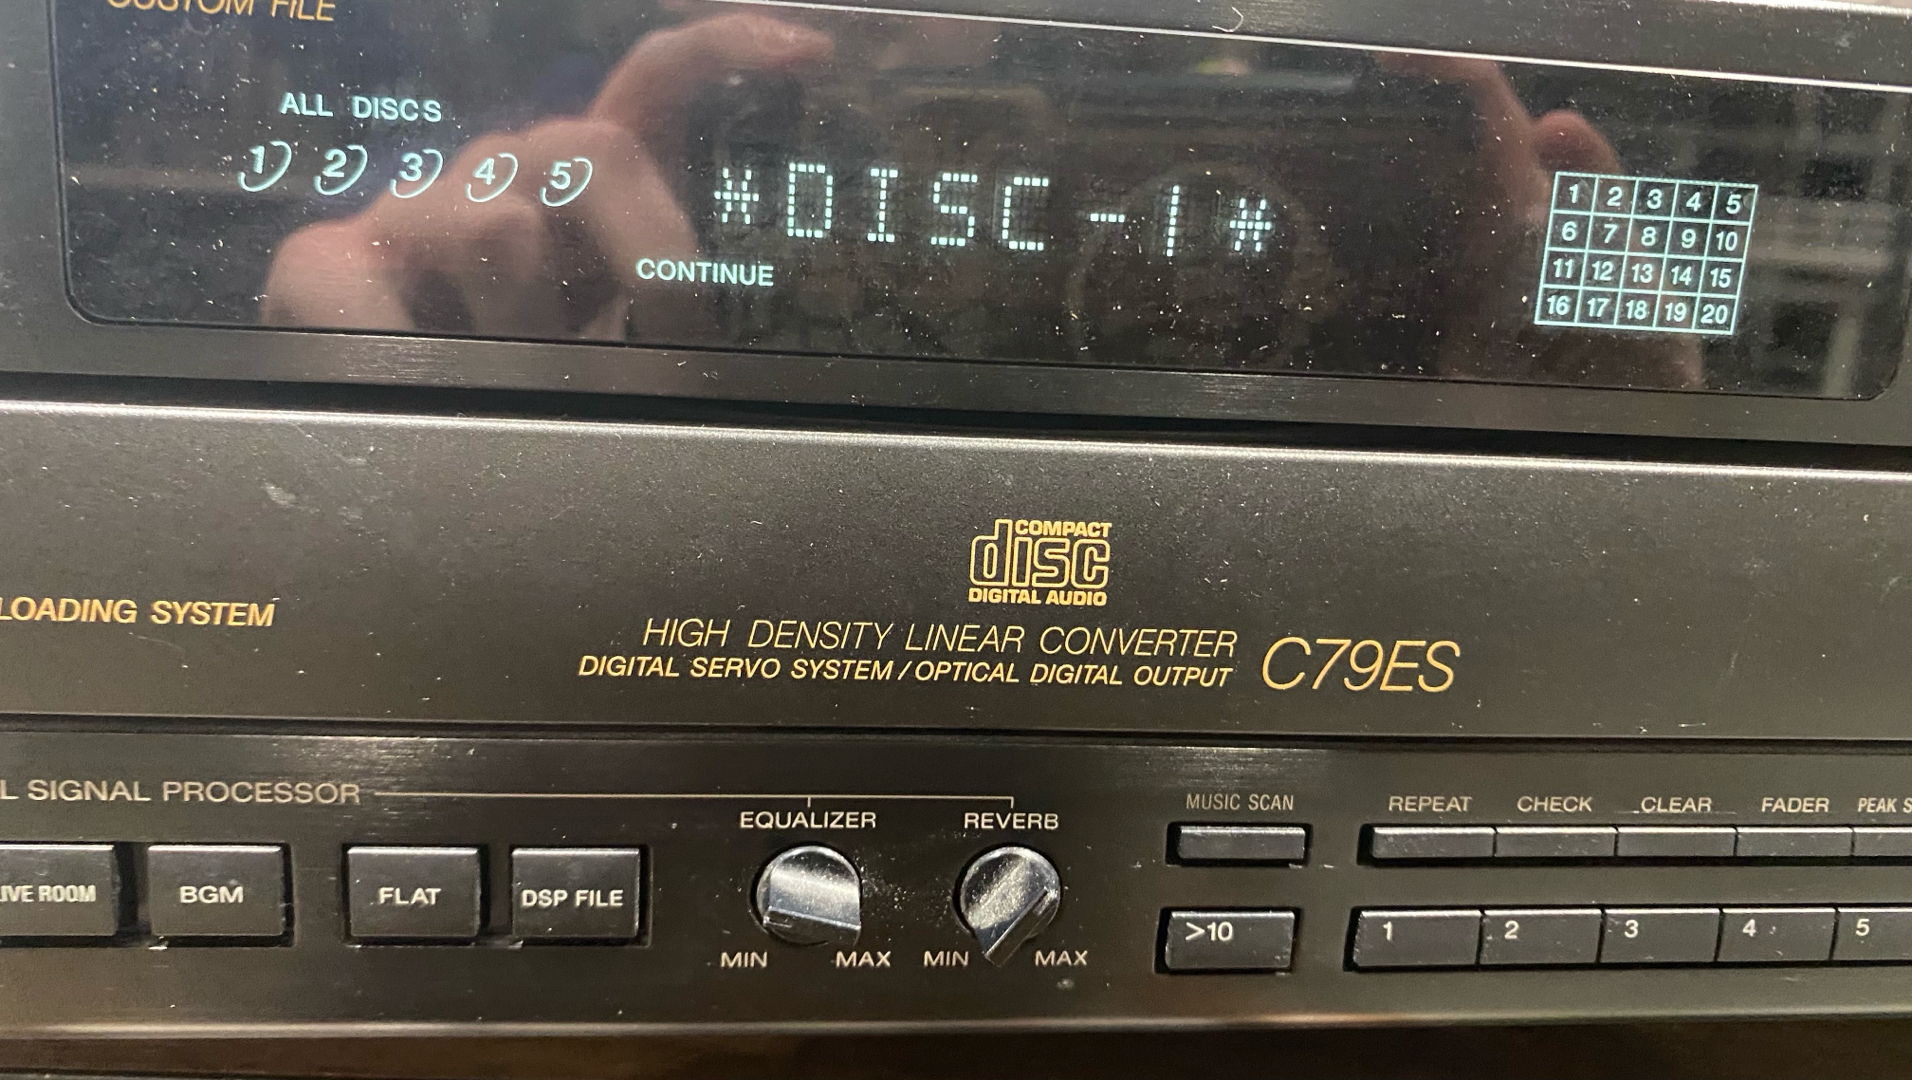 CUSTOM FILE
ALL DISCS
1 2 3 4 5
*DISC-1#
CONTINUE
1 2 3 4 5
6 7 8 9 10
11 12 13 14 15
16 17 18 19 20
COMPACT
disc
DIGITAL AUDIO
LOADING SYSTEM
HIGH DENSITY LINEAR CONVERTER
DIGITAL SERVO SYSTEM / OPTICAL DIGITAL OUTPUT
C79ES
L SIGNAL PROCESSOR
EQUALIZER
REVERB
IVE ROOM
BGM
FLAT
DSP FILE
MIN MAX
MIN MAX
MUSIC SCAN
REPEAT CHECK CLEAR FADER PEAK S
>10
1 2 3 4 5